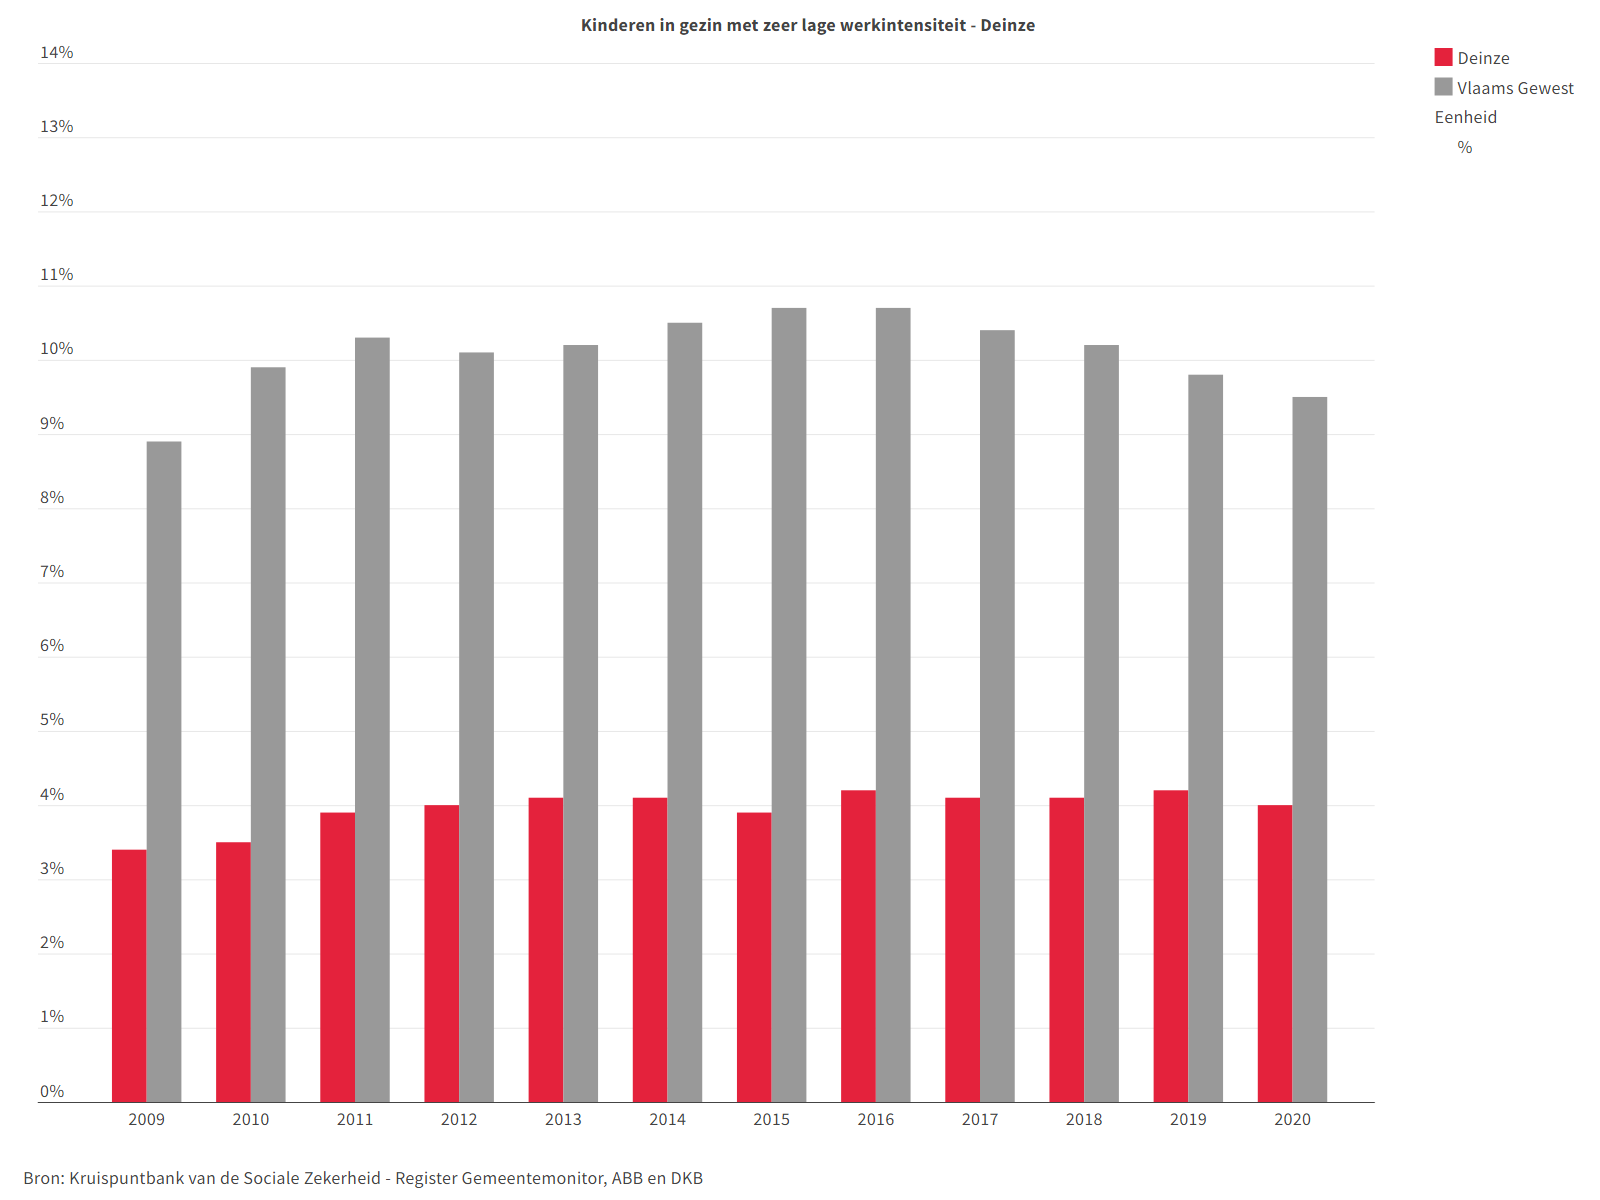 Kinderen in gezin met zeer lage werkintensiteit - Deinze
14%
13%
12%
11%
10%
9%
8%
7%
6%
5%
4%
3%
2%
1%
0%
2009 2010 2011 2012 2013 2014 2015 2016 2017 2018 2019 2020
Deinze
Vlaams Gewest
Eenheid
%
Bron: Kruispuntbank van de Sociale Zekerheid - Register Gemeentemonitor, ABB en DKB